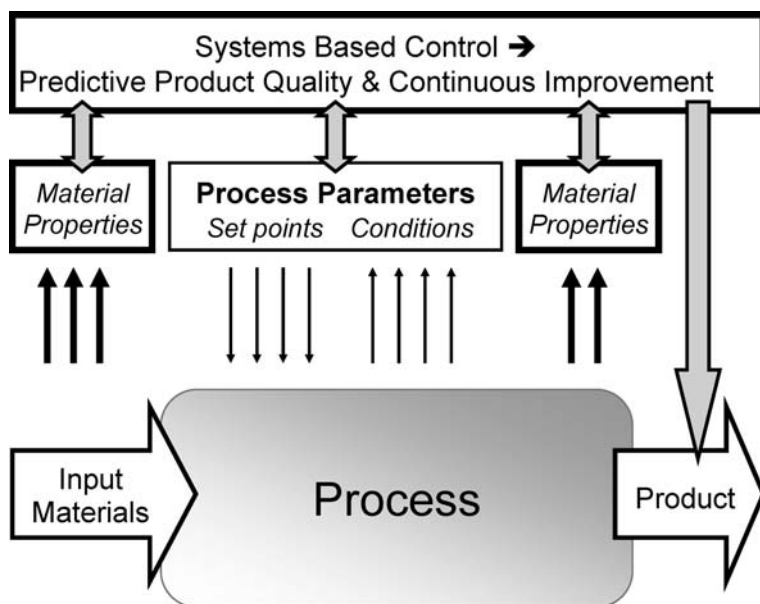 Systems Based Control ➔
Predictive Product Quality & Continuous Improvement
Material
Properties
Process Parameters
Set points Conditions
Material
Properties
Input
Materials
Process
Product